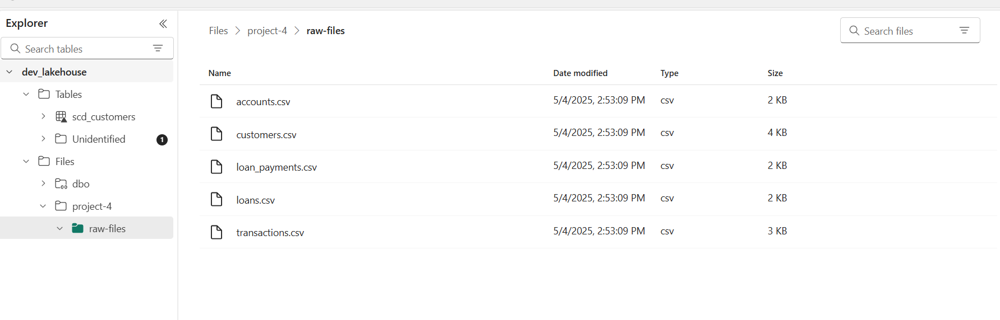 Explorer
Search tables
dev_lakehouse
Tables
scd_customers
Unidentified 1
Files
dbo
project-4
raw-files
Files project-4 raw-files
Search files
Name Date modified Type Size
accounts.csv 5/4/2025, 2:53:09 PM csv 2 KB
customers.csv 5/4/2025, 2:53:09 PM csv 4 KB
loan_payments.csv 5/4/2025, 2:53:09 PM csv 2 KB
loans.csv 5/4/2025, 2:53:09 PM csv 2 KB
transactions.csv 5/4/2025, 2:53:09 PM csv 3 KB